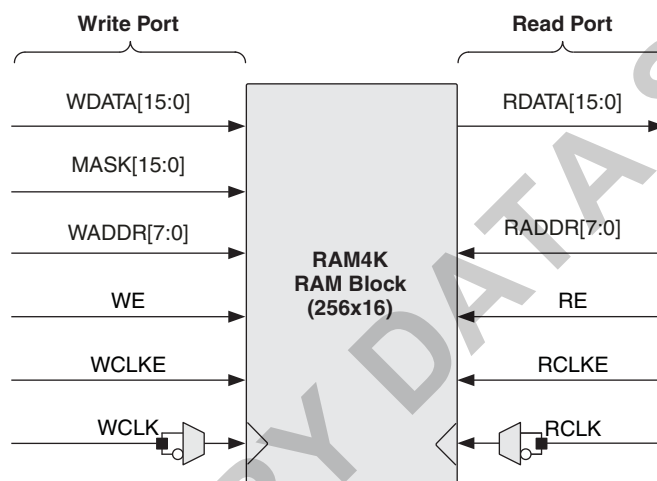 Write Port
Read Port
WDATA[15:0]
RDATA[15:0]
MASK[15:0]
WADDR[7:0]
RADDR[7:0]
RAM4K
RAM Block
(256x16)
WE
RE
WCLKE
RCLKE
WCLK
RCLK
DATA